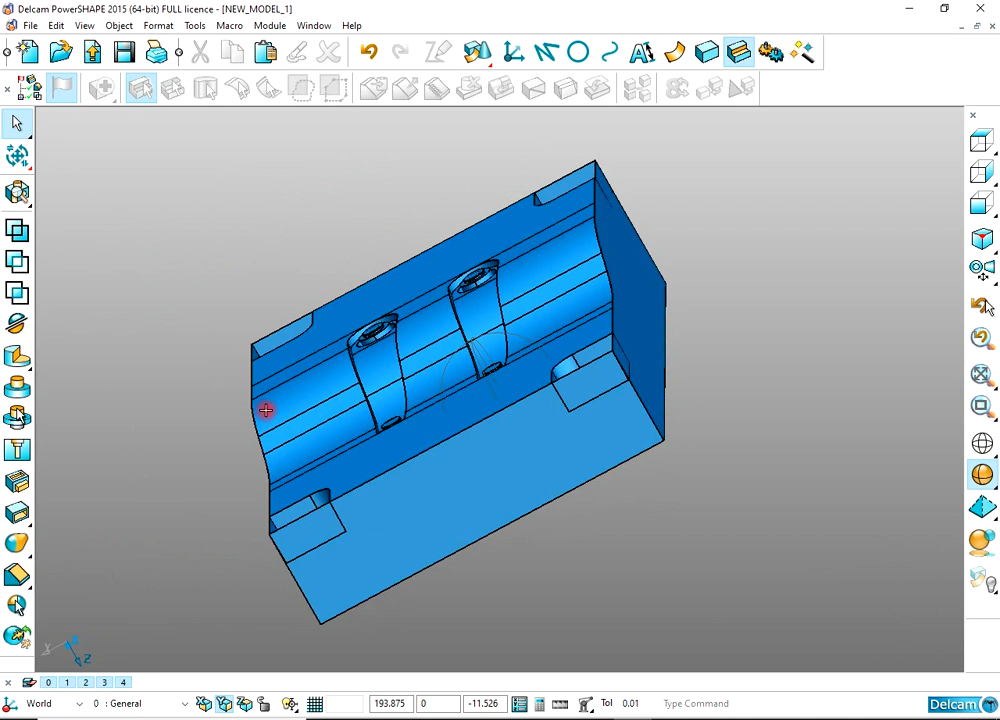 Delcam PowerSHAPE 2015 (64-bit) FULL licence - [NEW_MODEL_1]
File Edit View Object Format Tools Macro Module Window Help
X Z
0 1 2 3 4
World 0 : General 193.875 0 -11.526 Tol 0.01 Type Command Delcam